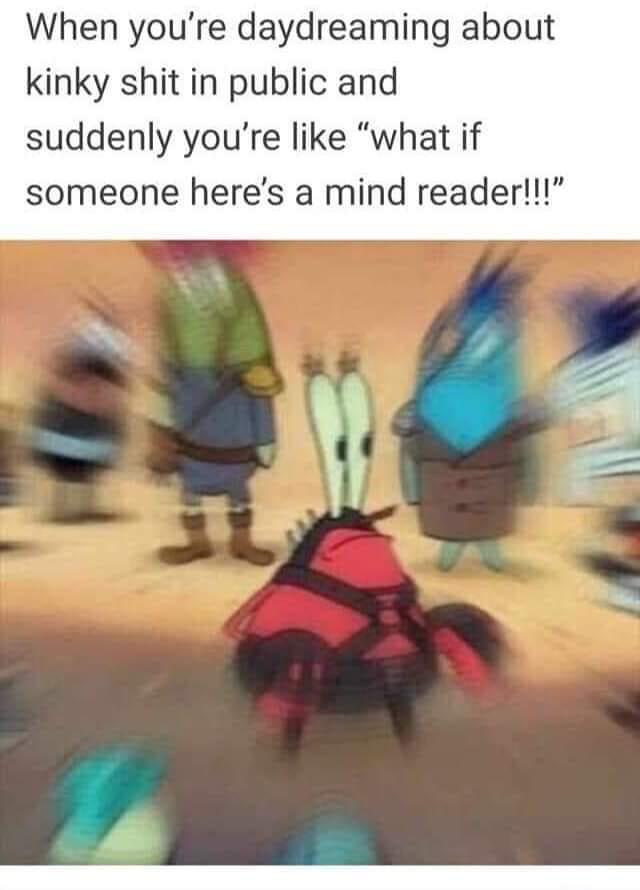 When you’re daydreaming about
kinky shit in public and
suddenly you’re like “what if
someone here’s a mind reader!!!”